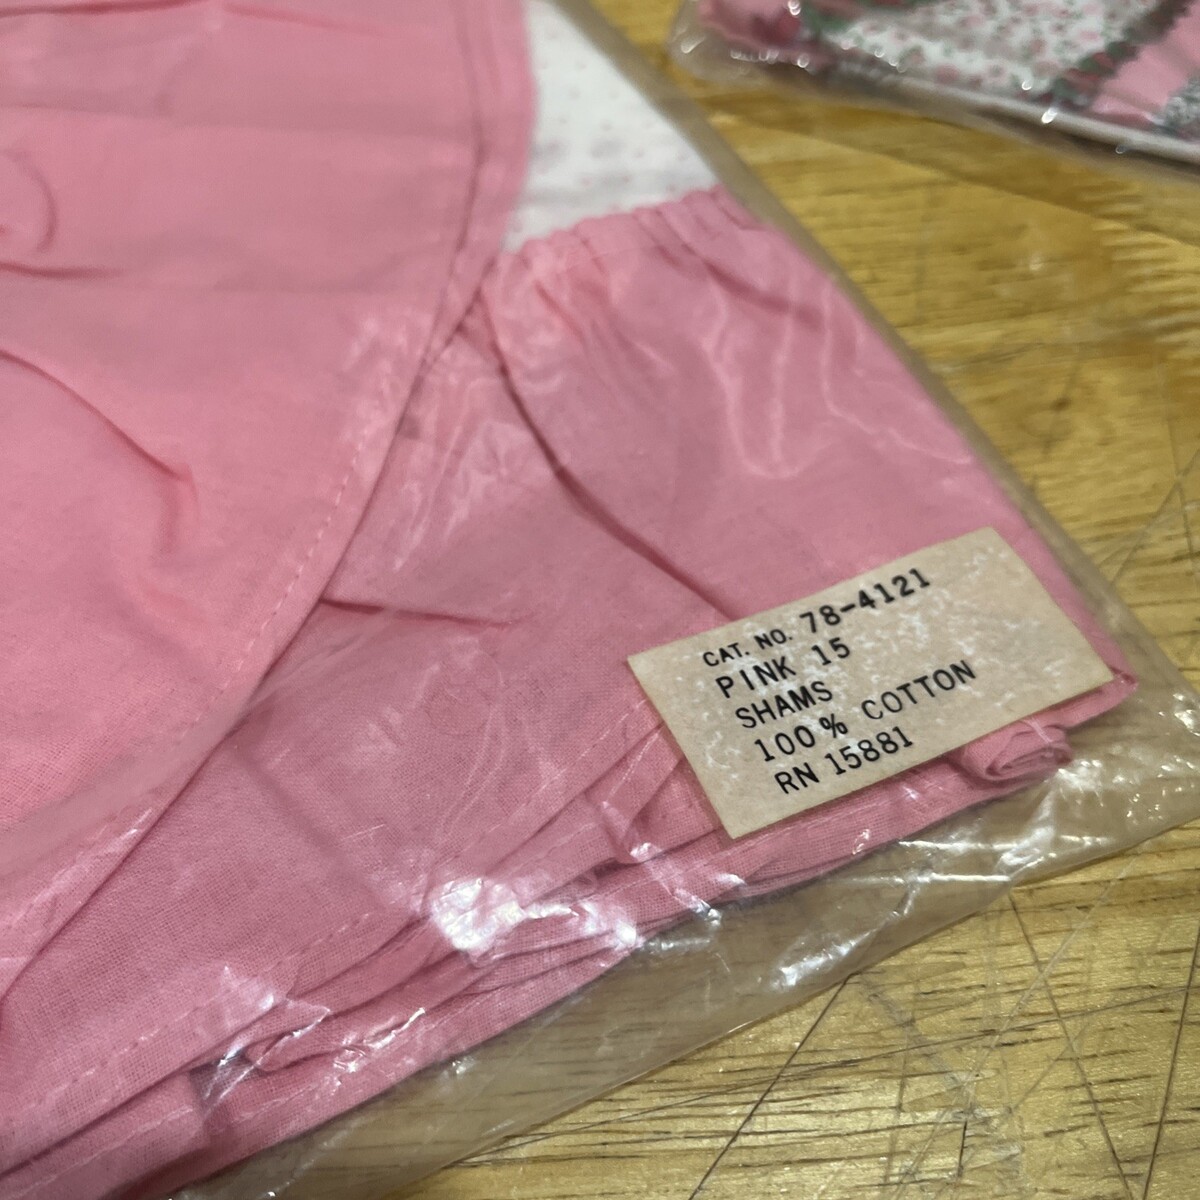 CAT. NO. 78-4121
PINK 15
SHAMS
100% COTTON
RN 15881